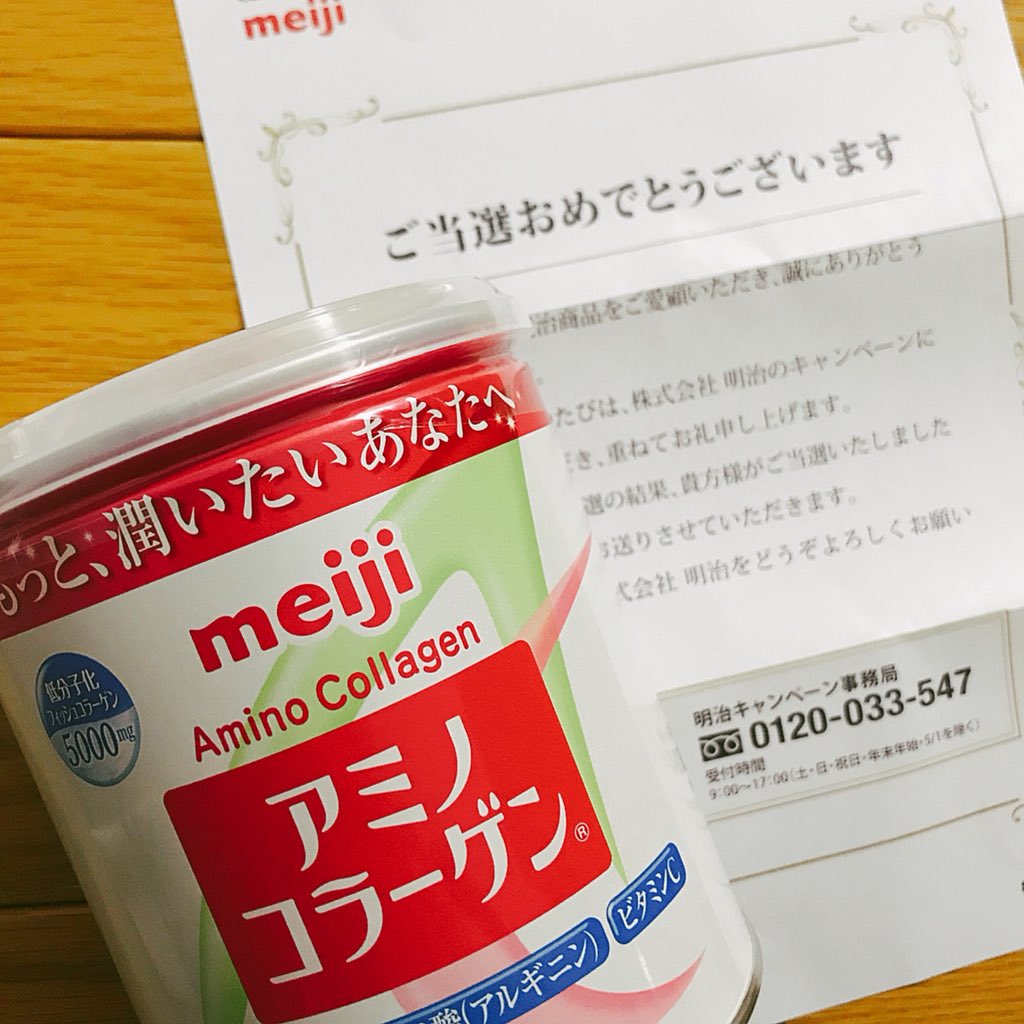 meiji
ご当選おめでとうございます
治商品をご愛顧いただき、誠にありがとう
たびは、株式会社 明治のキャンペーンに
き、重ねてお礼申し上げます。
選の結果、貴方様がご当選いたしました
送りさせていただきます。
式会社 明治をどうぞよろしくお願い
明治キャンペーン事務局
0120-033-547
受付時間
9:00～17:00(土・日・祝日・年末年始・5/1を除く)
もっと、潤いたいあなたへ
meiji
Amino Collagen
低分子化
フィッシュコラーゲン
5000mg
アミノ
コラーゲン®
(アルギニン)
ビタミンC